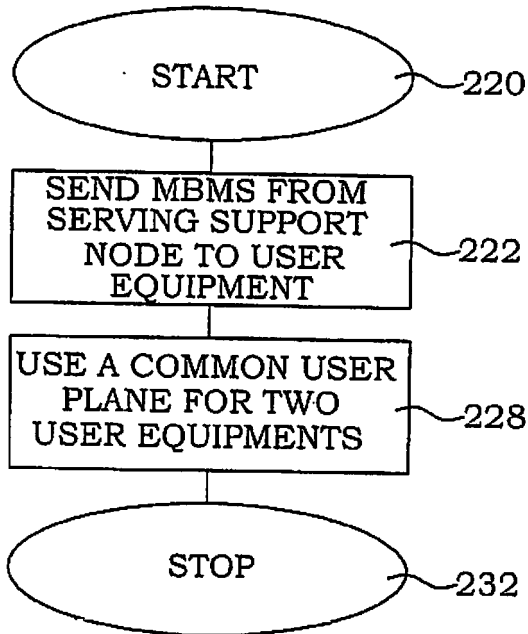 START
220
SEND MBMS FROM
SERVING SUPPORT
NODE TO USER
EQUIPMENT
222
USE A COMMON USER
PLANE FOR TWO
USER EQUIPMENTS
228
STOP
232